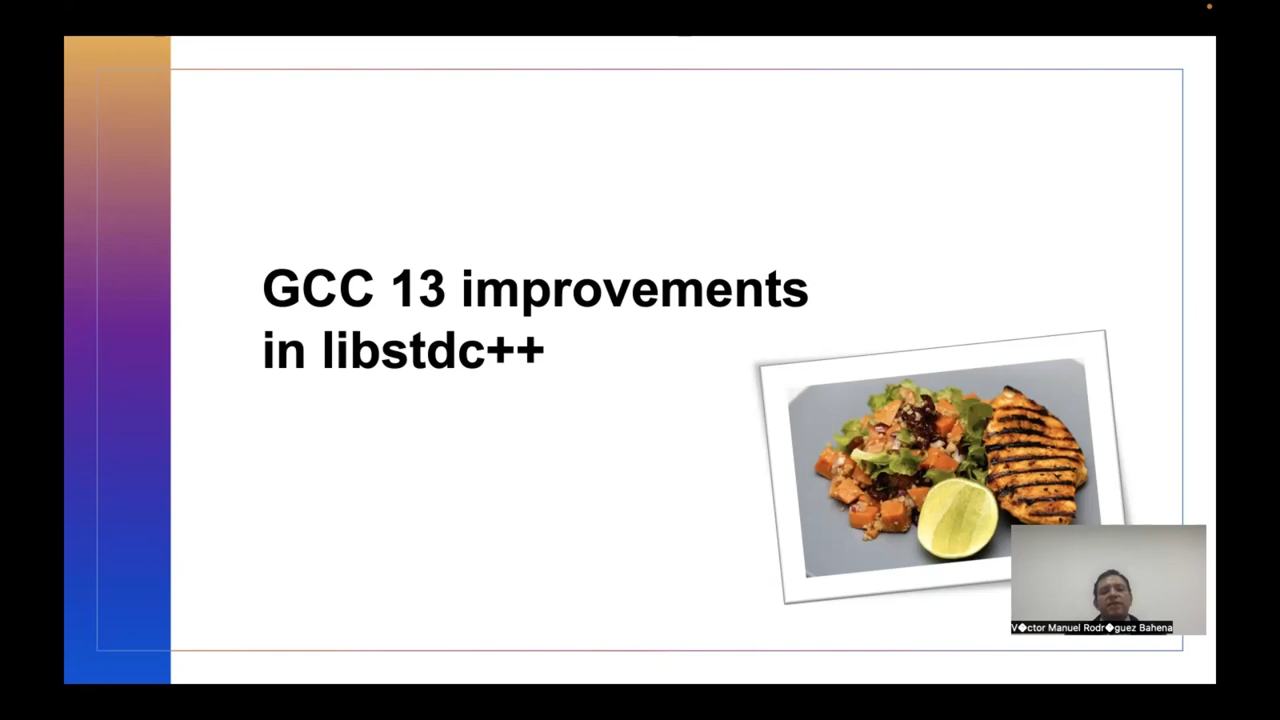 GCC 13 improvements
in libstdc++
V�ctor Manuel Rodr�guez Bahena